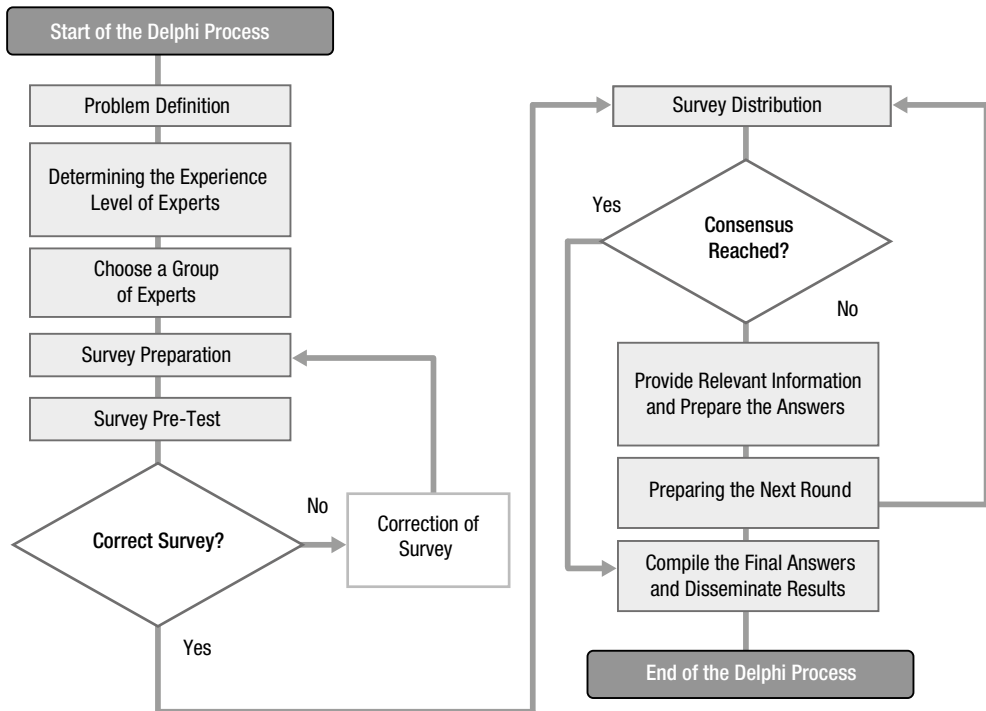 Start of the Delphi Process
Problem Definition
Determining the Experience
Level of Experts
Choose a Group
of Experts
Survey Preparation
Survey Pre-Test
Correct Survey?
No
Correction of
Survey
Yes
Survey Distribution
Yes
Consensus
Reached?
No
Provide Relevant Information
and Prepare the Answers
Preparing the Next Round
Compile the Final Answers
and Disseminate Results
End of the Delphi Process